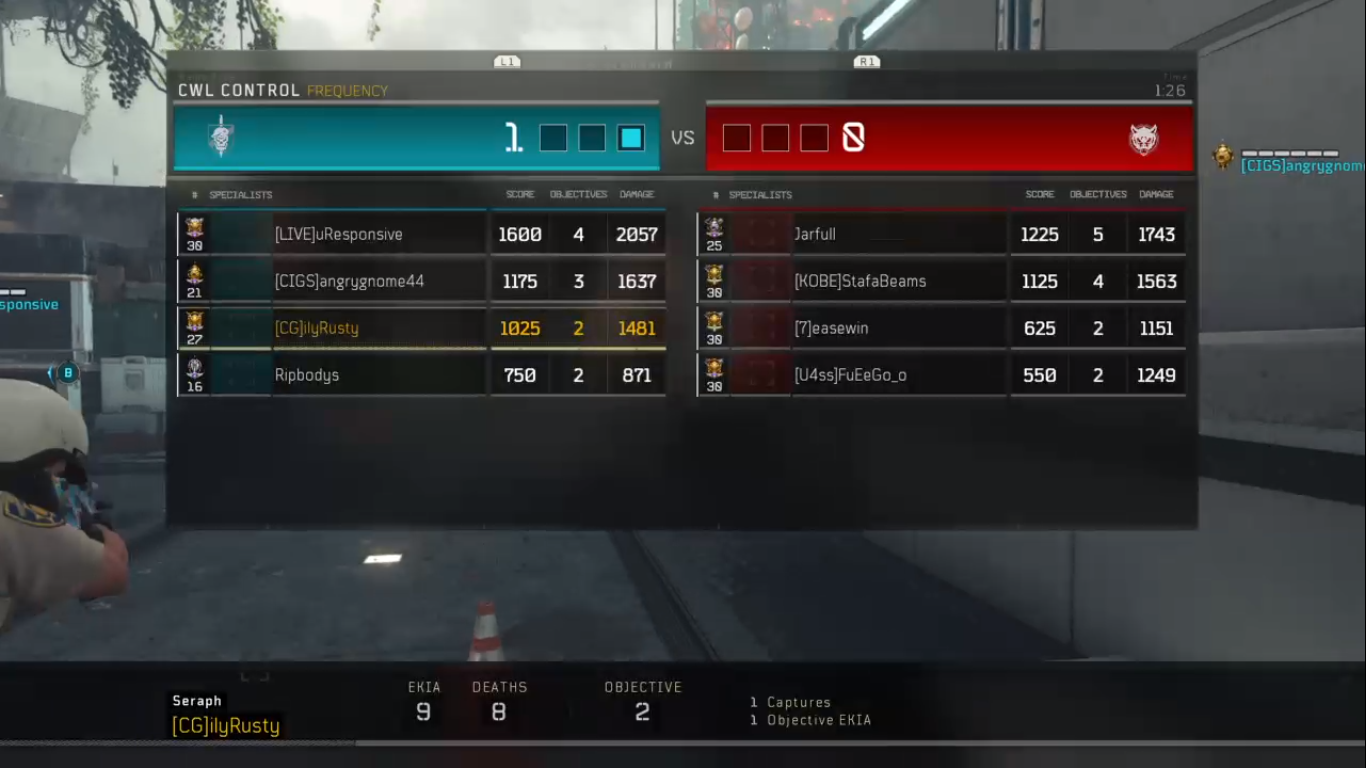 L1 R1
CWL CONTROL FREQUENCY
Time
1:26
1 VS 0
[CIGS]angrygnom
# SPECIALISTS SCORE OBJECTIVES DAMAGE
30 [LIVE]uResponsive 1600 4 2057
21 [CIGS]angrygnome44 1175 3 1637
27 [CG]ilyRusty 1025 2 1481
16 Ripbodys 750 2 871
# SPECIALISTS SCORE OBJECTIVES DAMAGE
25 Jarfull 1225 5 1743
30 [KOBE]StafaBeams 1125 4 1563
30 [7]easewin 625 2 1151
30 [U4ss]FuEeGo_o 550 2 1249
sponsive
B
Seraph
[CG]ilyRusty
EKIA DEATHS OBJECTIVE
9 8 2
1 Captures
1 Objective EKIA